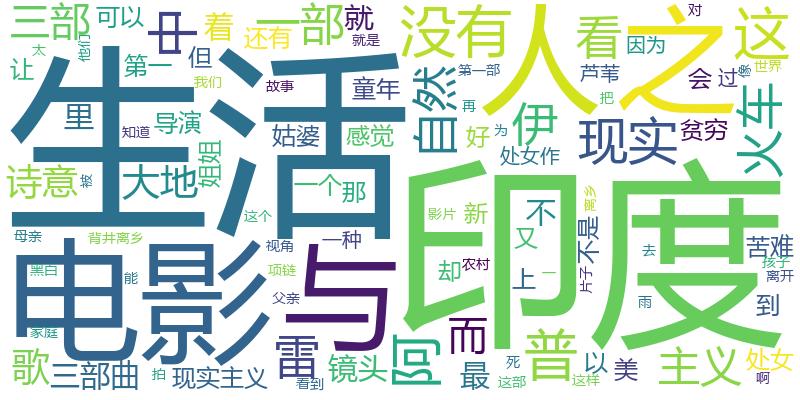 三部
可以
中
着
一部
就
没有
人
之
对
这
他们
太
还有
就是
看
因为
让
第一
但
我们
故事
童年
第一部
芦苇
会
过
像
世界
生活
里
知道
导演
姑婆
感觉
自然
再
好
为
伊
把
现实
贫穷
火车
处女作
诗意
被
大地
姐姐
一个
那
印度
母亲
背井离乡
这个
视角
一种
影片
新
不
又
离乡
不是
去
苦难
电影
与
黑白
能
项链
却
农村
上
一
片子
孩子
离开
到
家庭
父亲
雷
阿
而
普
雨
歌
三部曲
拍
现实主义
看到
镜头
最
死
这部
以
这样
美
主义
处女
啊